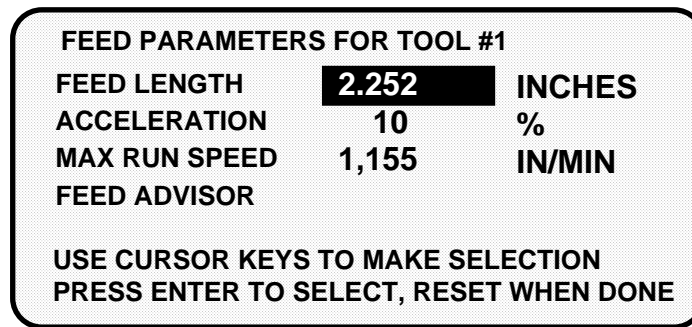 FEED PARAMETERS FOR TOOL #1
FEED LENGTH 2.252 INCHES
ACCELERATION 10 %
MAX RUN SPEED 1,155 IN/MIN
FEED ADVISOR
USE CURSOR KEYS TO MAKE SELECTION
PRESS ENTER TO SELECT, RESET WHEN DONE